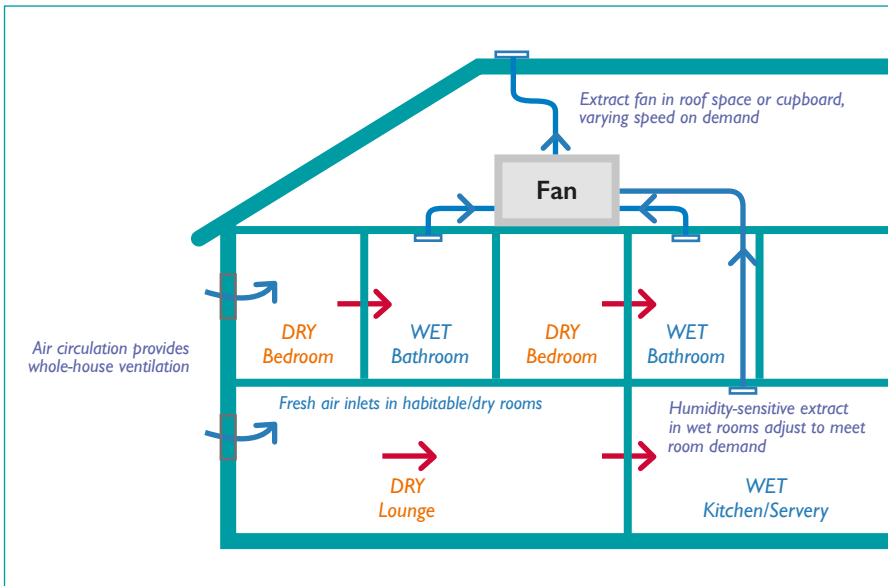 Extract fan in roof space or cupboard,
varying speed on demand
Fan
Air circulation provides
whole-house ventilation
DRY
Bedroom
WET
Bathroom
DRY
Bedroom
WET
Bathroom
Fresh air inlets in habitable/dry rooms
Humidity-sensitive extract
in wet rooms adjust to meet
room demand
DRY
Lounge
WET
Kitchen/Servery